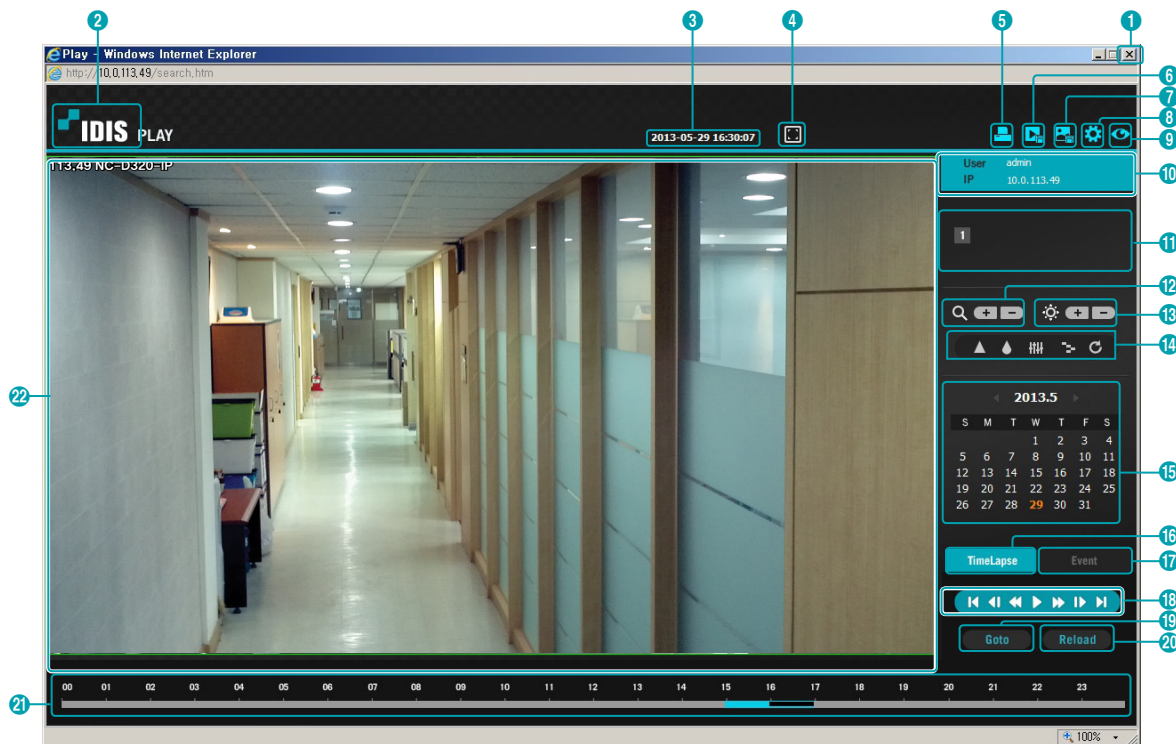 2
3
4
5
1
Play - Windows Internet Explorer
http://10.0.113.49/search.htm
6
7
8
9
IDIS PLAY
2013-05-29 16:30:07
113.49 NC-D320-IP
User admin
IP 10.0.113.49
10
1
11
12
13
14
2013.5
S M T W T F S
1 2 3 4
5 6 7 8 9 10 11
12 13 14 15 16 17 18
19 20 21 22 23 24 25
26 27 28 29 30 31
15
22
16
TimeLapse Event
17
18
19
Goto Reload
20
00 01 02 03 04 05 06 07 08 09 10 11 12 13 14 15 16 17 18 19 20 21 22 23
21
100%